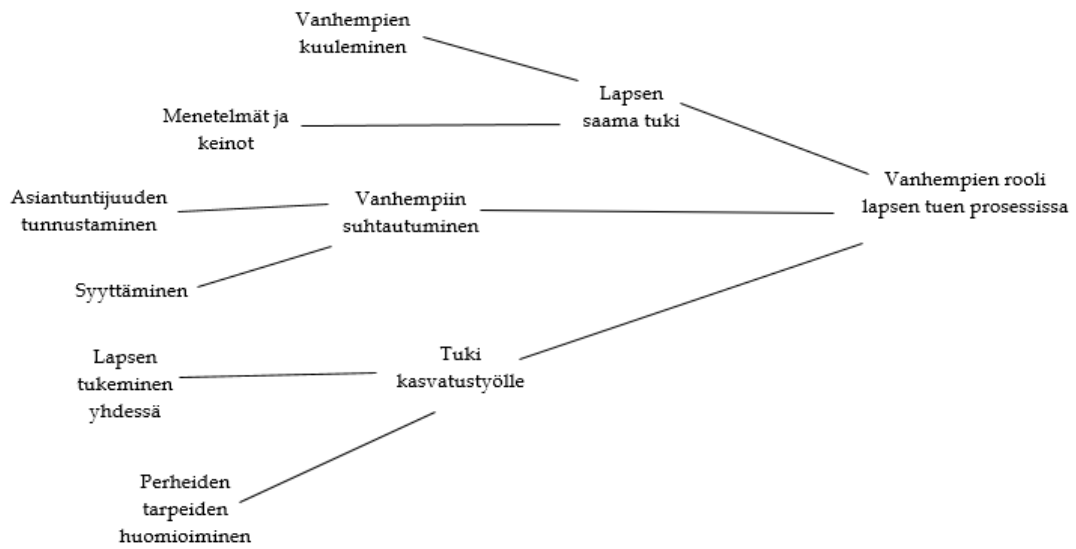 Vanhempien
kuuleminen
Lapsen
saama tuki
Menetelmät ja
keinot
Vanhempien rooli
lapsen tuen prosessissa
Asiantuntijuuden
tunnustaminen
Vanhempiin
suhtautuminen
Syyttäminen
Lapsen
tukeminen
yhdessä
Tuki
kasvatustyölle
Perheiden
tarpeiden
huomioiminen